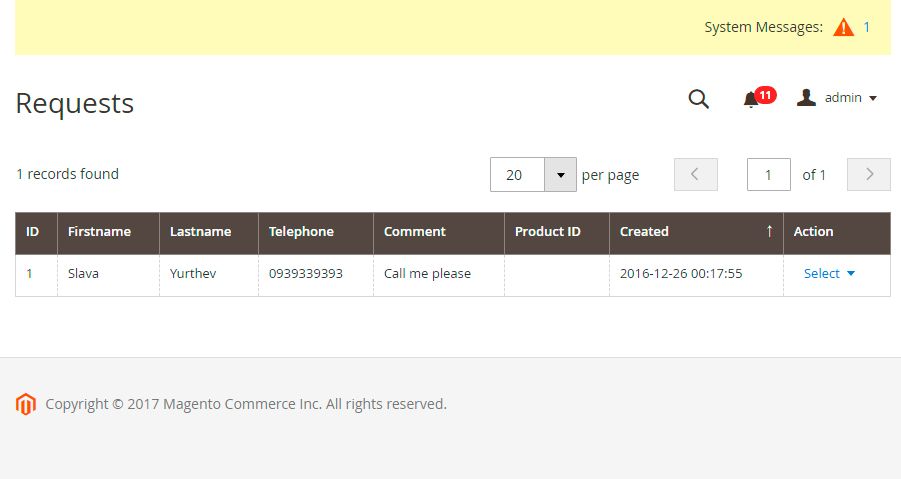 System Messages: 1
Requests
11
admin
1 records found
20 per page
1 of 1
ID Firstname Lastname Telephone Comment Product ID Created ↑ Action
1 Slava Yurthev 0939339393 Call me please 2016-12-26 00:17:55 Select
Copyright © 2017 Magento Commerce Inc. All rights reserved.